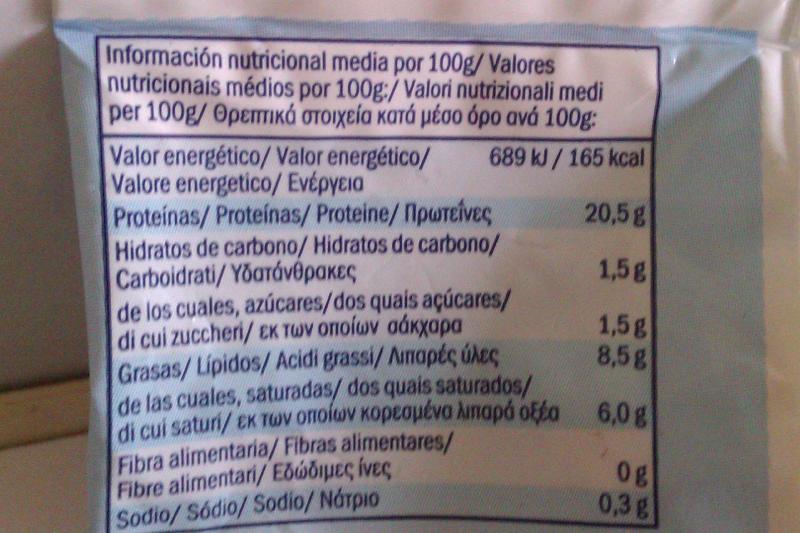 Información nutricional media por 100g/ Valores
nutricionais médios por 100g:/ Valori nutrizionali medi
per 100g/ Θρεπτικά στοιχεία κατά μέσο όρο ανά 100g:
Valor energético/ Valor energético/ 689 kJ / 165 kcal
Valore energetico/ Ενέργεια
Proteínas/ Proteínas/ Proteine/ Πρωτεΐνες 20,5 g
Hidratos de carbono/ Hidratos de carbono/
Carboidrati/ Υδατάνθρακες 1,5 g
de los cuales, azúcares/dos quais açúcares/
di cui zuccheri/ εκ των οποίων σάκχαρα 1,5 g
Grasas/ Lípidos/ Acidi grassi/ Λιπαρές ύλες 8,5 g
de las cuales, saturadas/ dos quais saturados/
di cui saturi/ εκ των οποίων κορεσμένα λιπαρά οξέα 6,0 g
Fibra alimentaria/ Fibras alimentares/
Fibre alimentari/ Εδώδιμες ίνες 0 g
Sodio/ Sódio/ Sodio/ Νάτριο 0,3 g